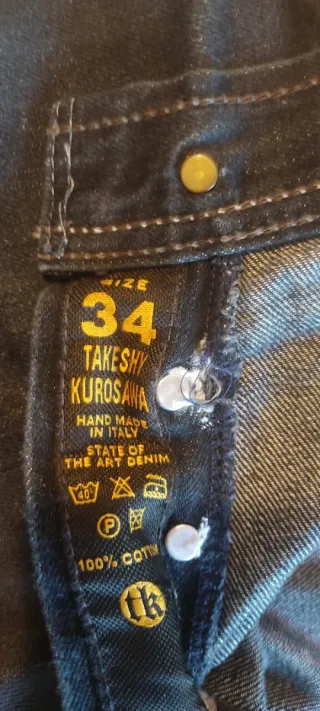 SIZE
34
TAKESHY
KUROSAWA
HAND MADE
IN ITALY
STATE OF
THE ART DENIM
40°
P
100% COTTON
tk